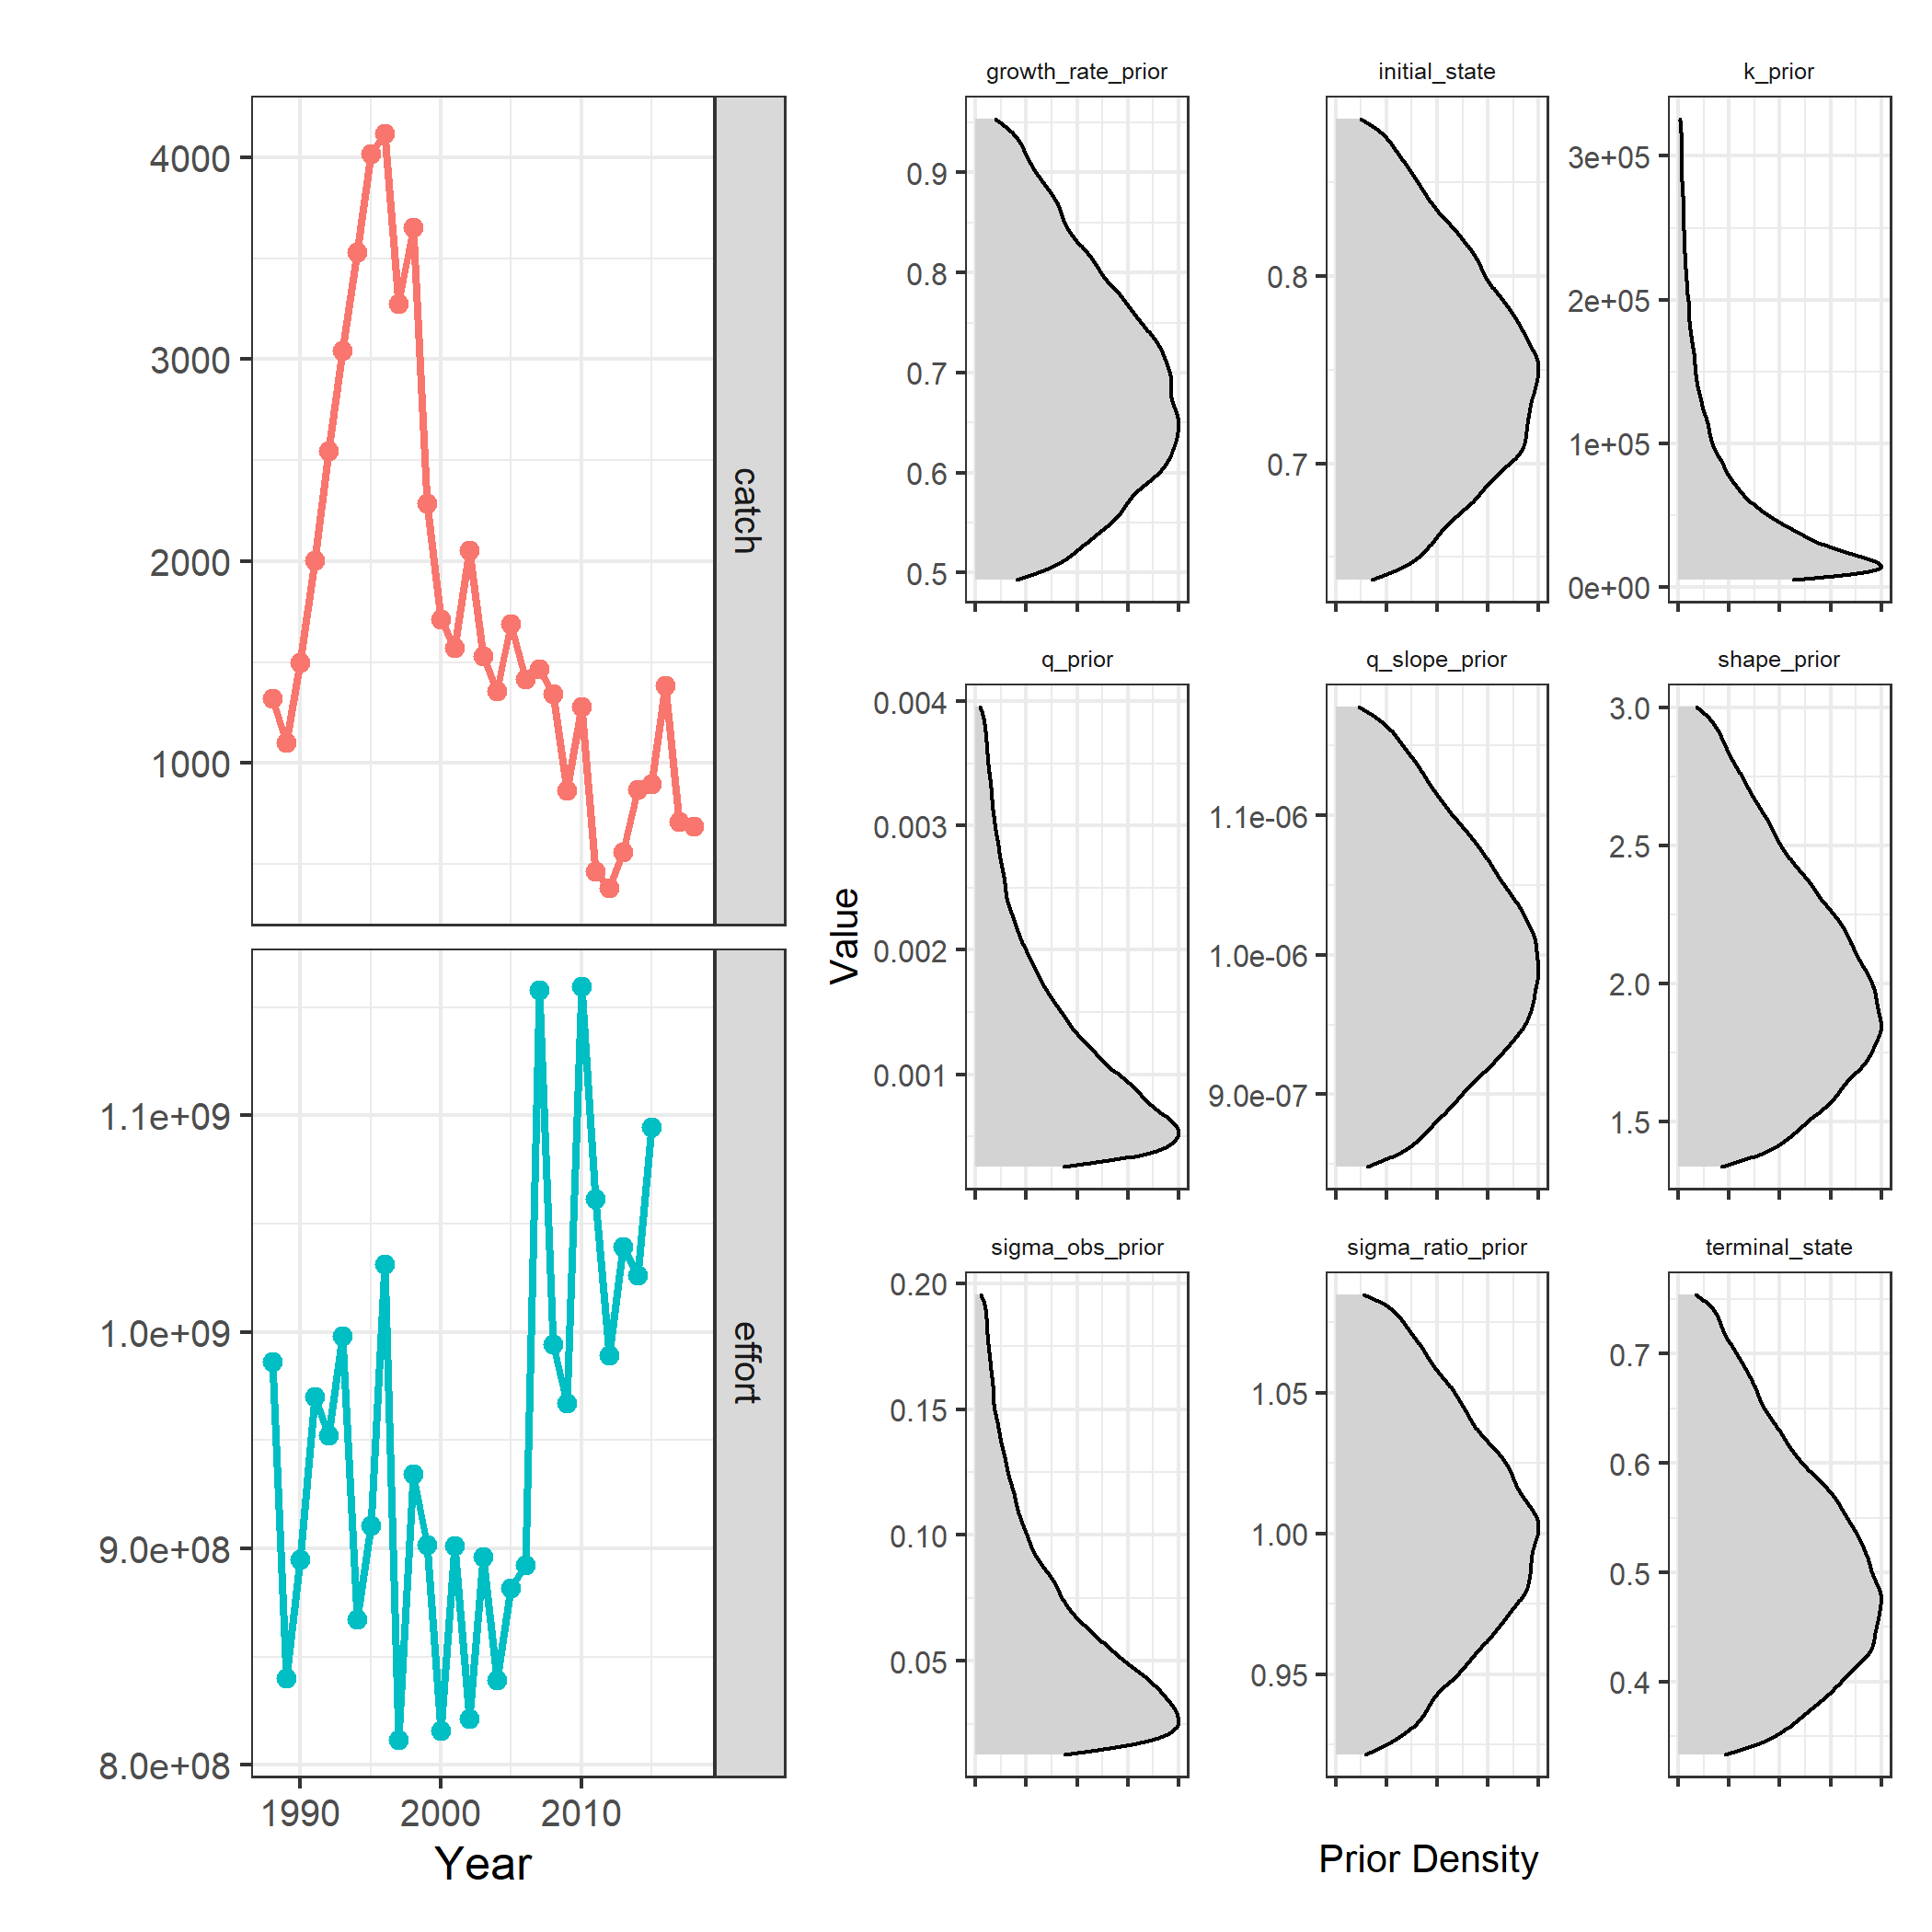 4000
3000
2000
1000
catch
1.1e+09
1.0e+09
9.0e+08
8.0e+08
effort
1990 2000 2010
Year
Value
growth_rate_prior
0.9
0.8
0.7
0.6
0.5
initial_state
0.8
0.7
k_prior
3e+05
2e+05
1e+05
0e+00
q_prior
0.004
0.003
0.002
0.001
q_slope_prior
1.1e-06
1.0e-06
9.0e-07
shape_prior
3.0
2.5
2.0
1.5
sigma_obs_prior
0.20
0.15
0.10
0.05
sigma_ratio_prior
1.05
1.00
0.95
terminal_state
0.7
0.6
0.5
0.4
Prior Density